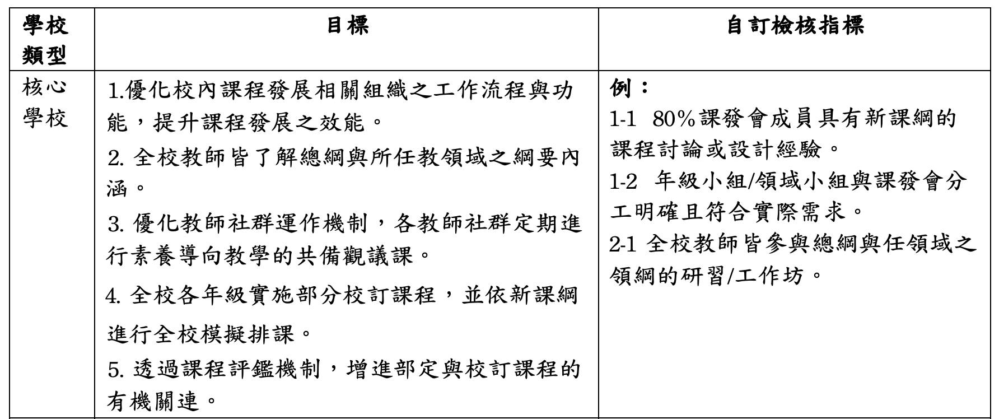 學校
類型
目標
自訂檢核指標
核心
學校
1.優化校內課程發展相關組織之工作流程與功
能，提升課程發展之效能。
2. 全校教師皆了解總綱與所任教領域之綱要內
涵。
3. 優化教師社群運作機制，各教師社群定期進
行素養導向教學的共備觀議課。
4. 全校各年級實施部分校訂課程，並依新課綱
進行全校模擬排課。
5. 透過課程評鑑機制，增進部定與校訂課程的
有機關連。
例：
1-1 80%課發會成員具有新課綱的
課程討論或設計經驗。
1-2 年級小組/領域小組與課發會分
工明確且符合實際需求。
2-1 全校教師皆參與總綱與任領域之
領綱的研習/工作坊。